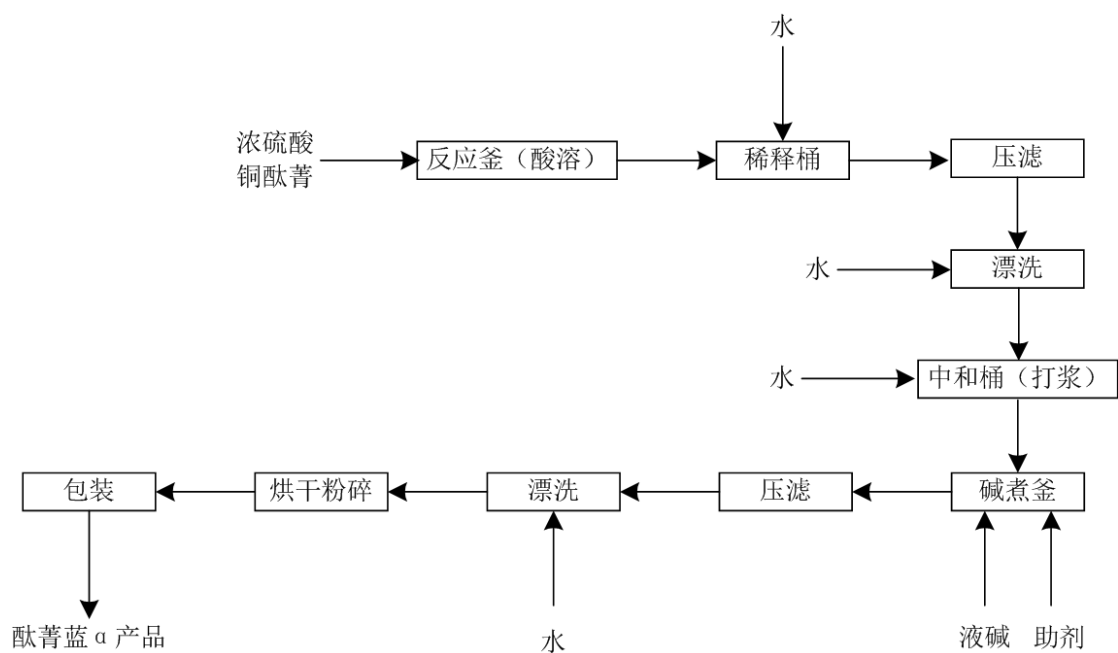 水
浓硫酸
铜酞菁
反应釜（酸溶）
稀释桶
压滤
水
漂洗
水
中和桶（打浆）
包装
烘干粉碎
漂洗
压滤
碱煮釜
酞菁蓝α产品
水
液碱
助剂